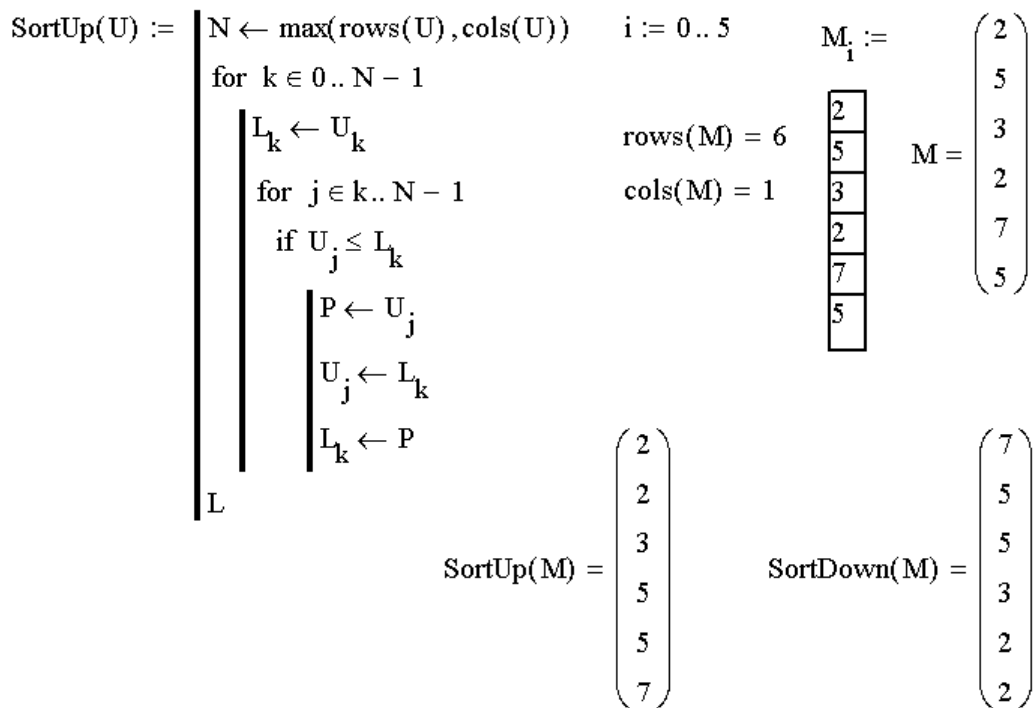 SortUp(U) := N ← max(rows(U) ,cols(U))
for k ∈ 0 .. N − 1
L_k ← U_k
for j ∈ k .. N − 1
if U_j ≤ L_k
P ← U_j
U_j ← L_k
L_k ← P
L
i := 0 .. 5
rows(M) = 6
cols(M) = 1
M_i :=
2
5
3
2
7
5
M =
2
5
3
2
7
5
SortUp(M) =
2
2
3
5
5
7
SortDown(M) =
7
5
5
3
2
2